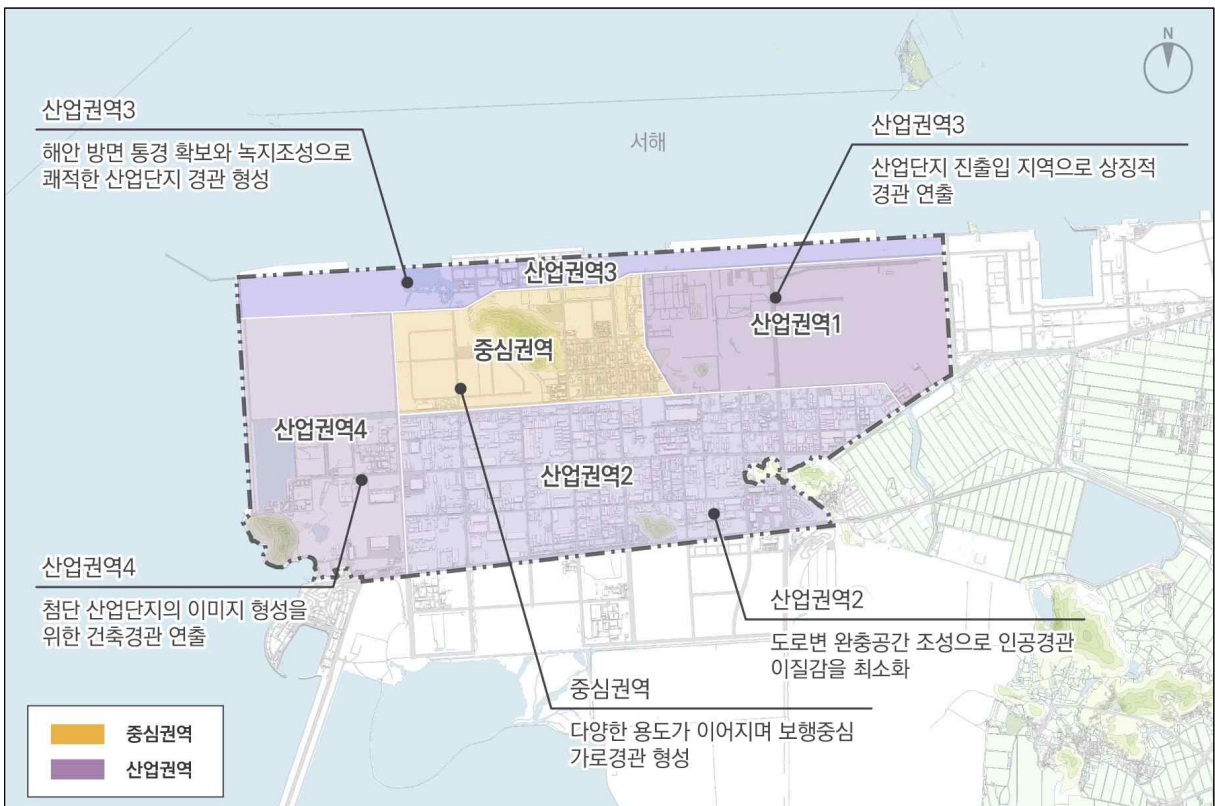 N
산업권역3
해안 방면 통경 확보와 녹지조성으로
쾌적한 산업단지 경관 형성
서해
산업권역3
산업단지 진출입 지역으로 상징적
경관 연출
산업권역3
산업권역1
중심권역
산업권역4
산업권역2
산업권역4
첨단 산업단지의 이미지 형성을
위한 건축경관 연출
산업권역2
도로변 완충공간 조성으로 인공경관
이질감을 최소화
중심권역
다양한 용도가 이어지며 보행중심
가로경관 형성
중심권역
산업권역